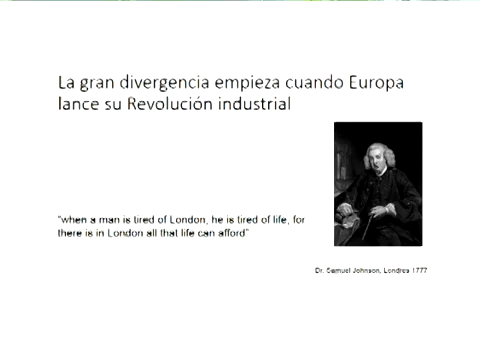 La gran divergencia empieza cuando Europa
lance su Revolución industrial
"when a man is tired of London, he is tired of life, for
there is in London all that life can afford"
Dr. Samuel Johnson, Londres 1777